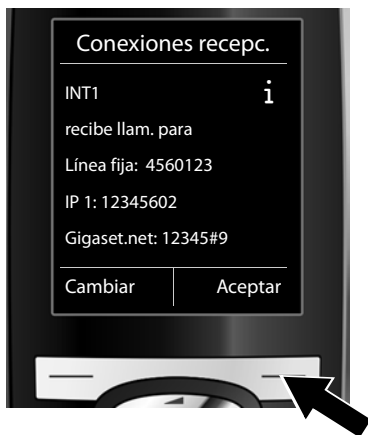 Conexiones recepc.
INT1 i
recibe llam. para
Línea fija: 4560123
IP 1: 12345602
Gigaset.net: 12345#9
Cambiar Aceptar